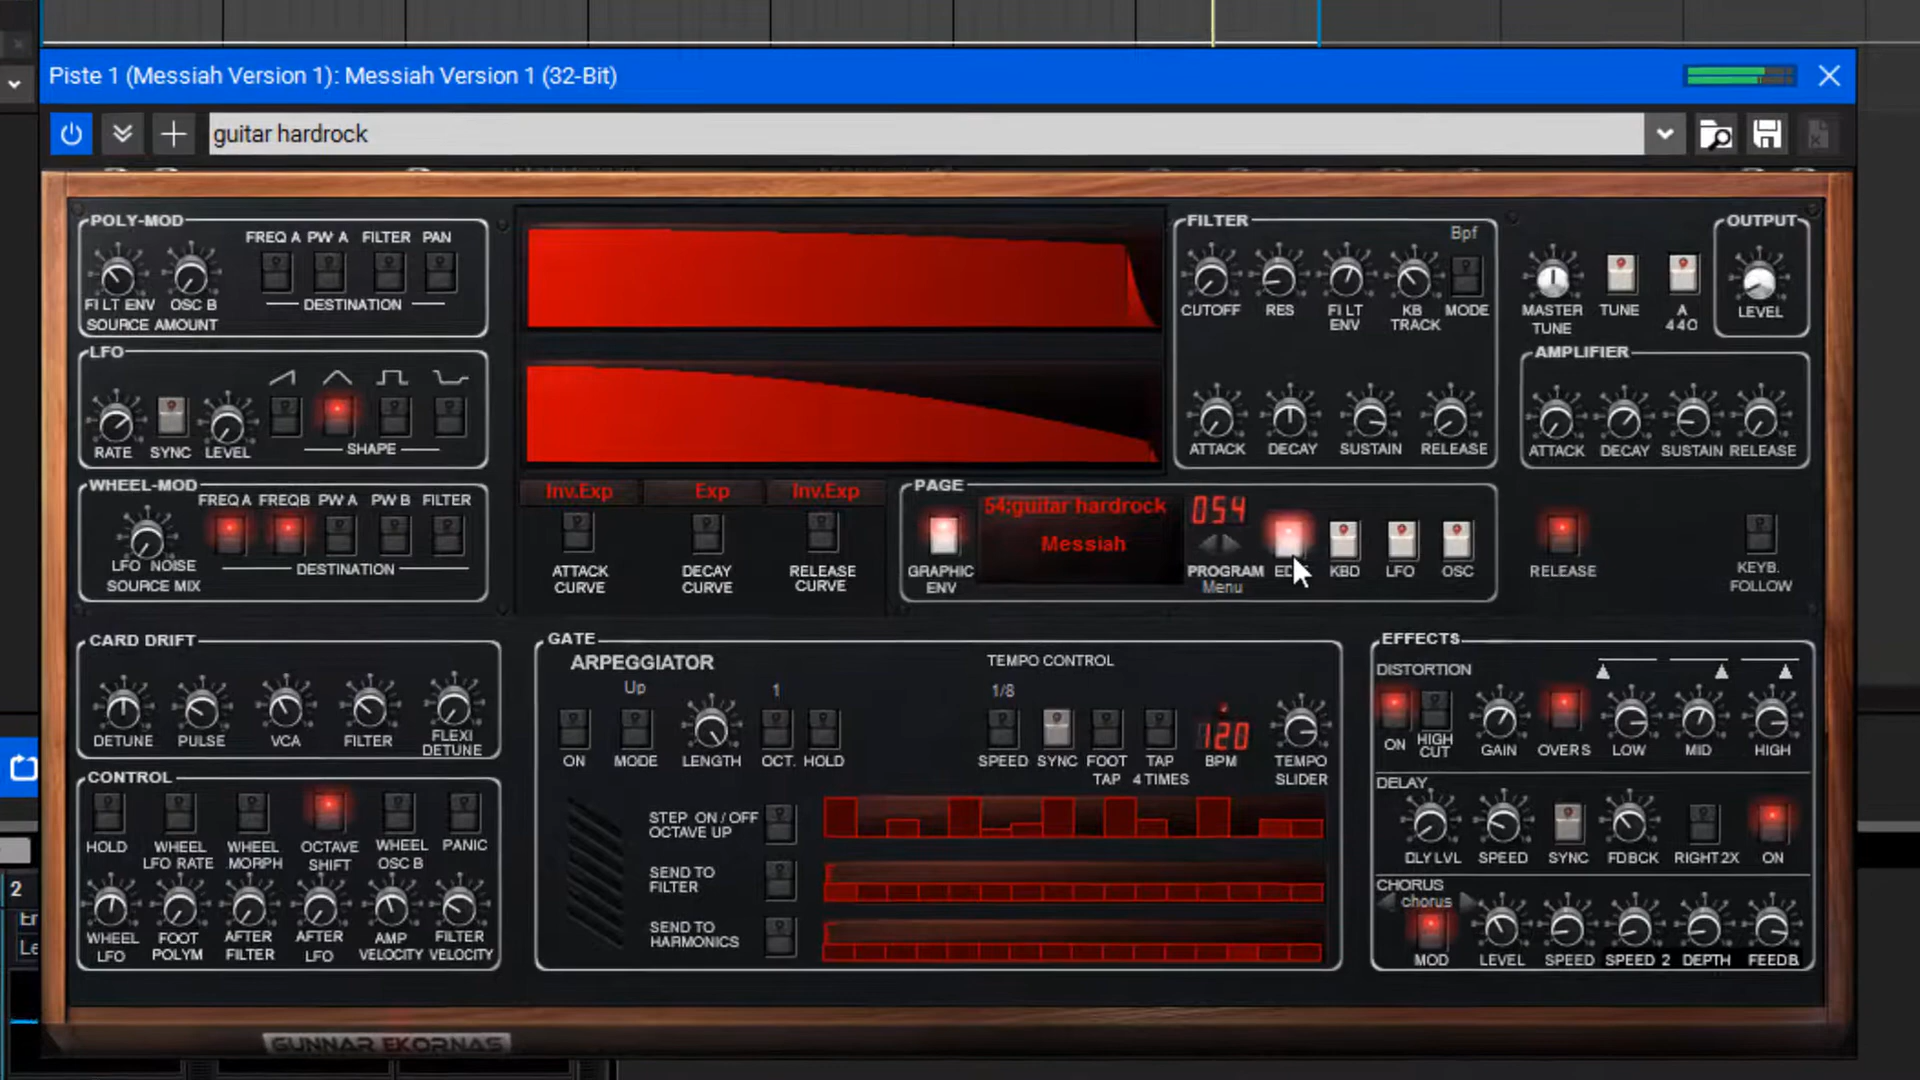 Piste 1 (Messiah Version 1): Messiah Version 1 (32-Bit)
guitar hardrock
POLY-MOD
FREQ A PW A FILTER PAN
FILT ENV OSC B
DESTINATION
SOURCE AMOUNT
LFO
RATE SYNC LEVEL
SHAPE
WHEEL-MOD
FREQ A FREQB PW A PW B FILTER
LFO NOISE
DESTINATION
SOURCE MIX
Inv.Exp Exp Inv.Exp
ATTACK CURVE
DECAY CURVE
RELEASE CURVE
FILTER
Bpf
CUTOFF RES FILT ENV KB TRACK MODE
ATTACK DECAY SUSTAIN RELEASE
MASTER TUNE
TUNE
A 440
OUTPUT
LEVEL
AMPLIFIER
ATTACK DECAY SUSTAIN RELEASE
PAGE
54:guitar hardrock
Messiah
054
GRAPHIC ENV
PROGRAM
Menu
KBD LFO OSC
RELEASE
KEYB. FOLLOW
CARD DRIFT
DETUNE PULSE VCA FILTER FLEXI DETUNE
CONTROL
HOLD
WHEEL LFO RATE
WHEEL MORPH
OCTAVE SHIFT
WHEEL OSC B
PANIC
WHEEL LFO
FOOT POLYM
AFTER FILTER
AFTER LFO
AMP VELOCITY
FILTER VELOCITY
GATE
ARPEGGIATOR
TEMPO CONTROL
Up 1 1/8
120
ON MODE LENGTH OCT. HOLD
SPEED SYNC FOOT TAP
TAP 4 TIMES
BPM
TEMPO SLIDER
STEP ON / OFF
OCTAVE UP
SEND TO
FILTER
SEND TO
HARMONICS
EFFECTS
DISTORTION
ON HIGH CUT GAIN OVER S LOW MID HIGH
DELAY
DLY LVL SPEED SYNC FDBCK RIGHT 2X ON
CHORUS
chorus
MOD LEVEL SPEED SPEED 2 DEPTH FEEDB
GUNNAR EKORNAS
2